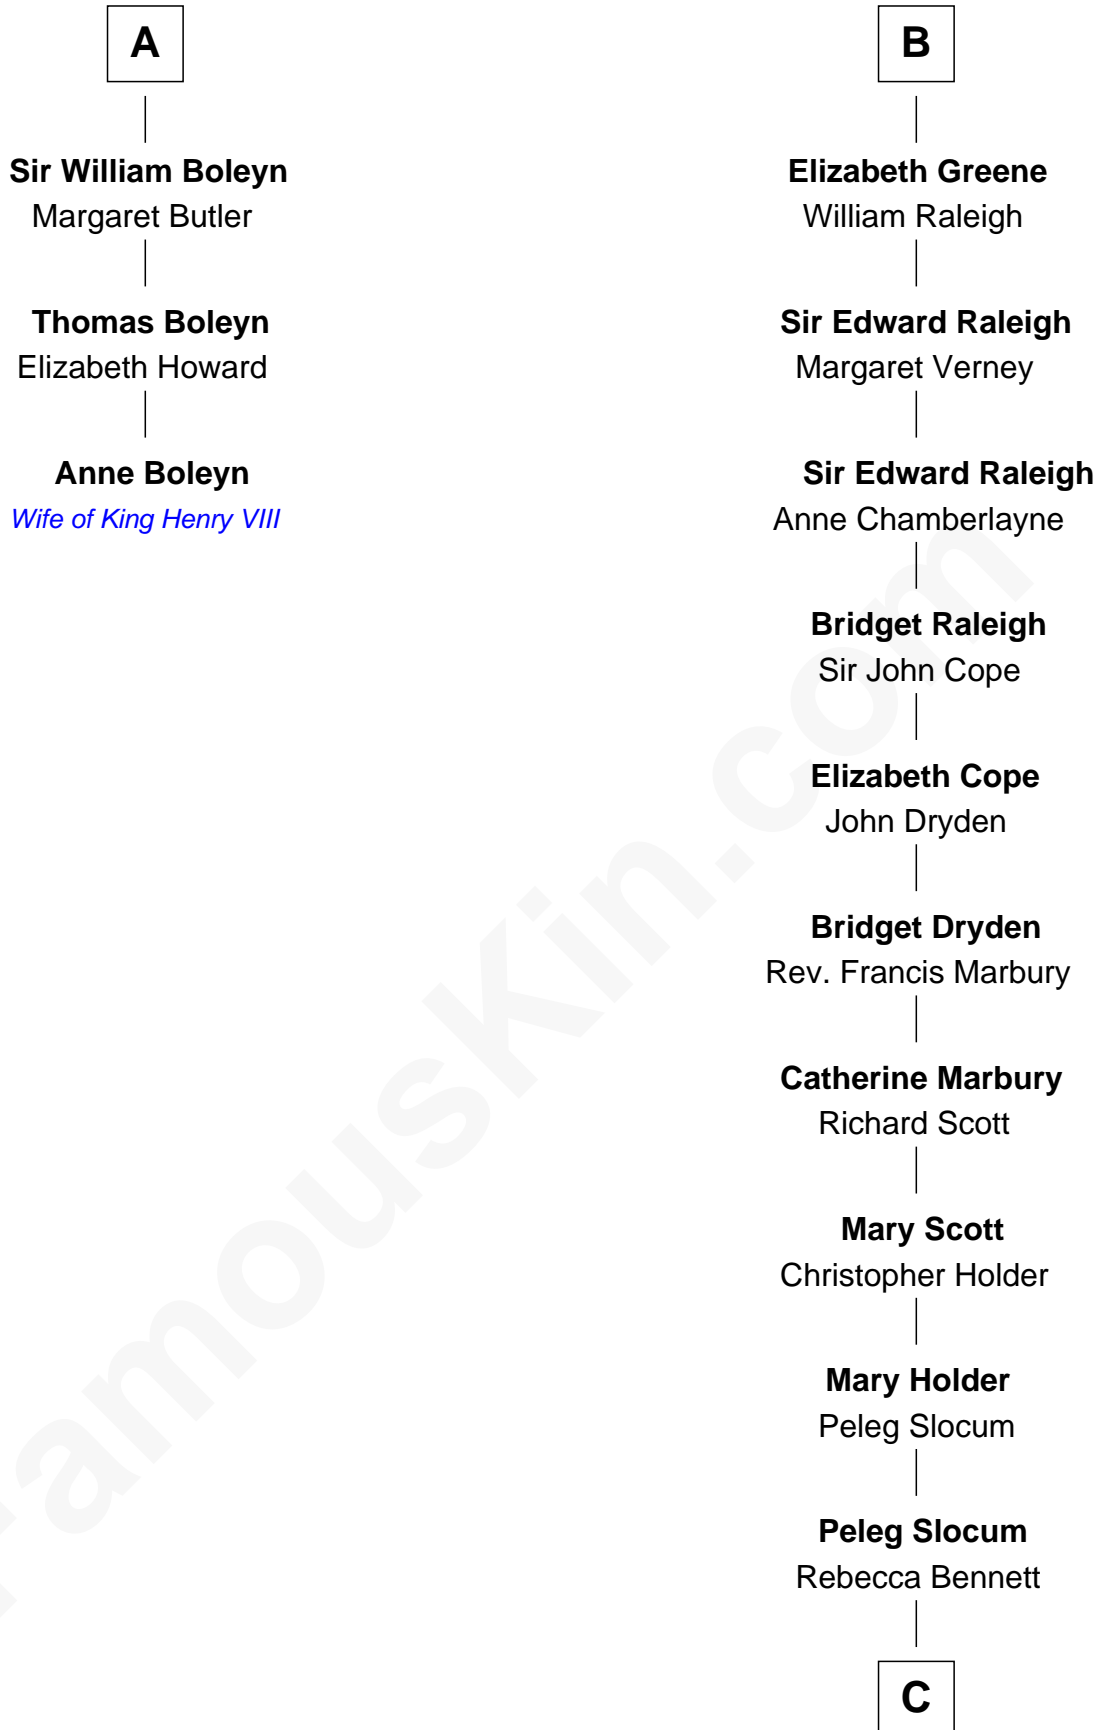 A
Sir William Boleyn
Margaret Butler
Thomas Boleyn
Elizabeth Howard
Anne Boleyn
Wife of King Henry VIII
B
Elizabeth Greene
William Raleigh
Sir Edward Raleigh
Margaret Verney
Sir Edward Raleigh
Anne Chamberlayne
Bridget Raleigh
Sir John Cope
Elizabeth Cope
John Dryden
Bridget Dryden
Rev. Francis Marbury
Catherine Marbury
Richard Scott
Mary Scott
Christopher Holder
Mary Holder
Peleg Slocum
Peleg Slocum
Rebecca Bennett
C
FamousKin.com